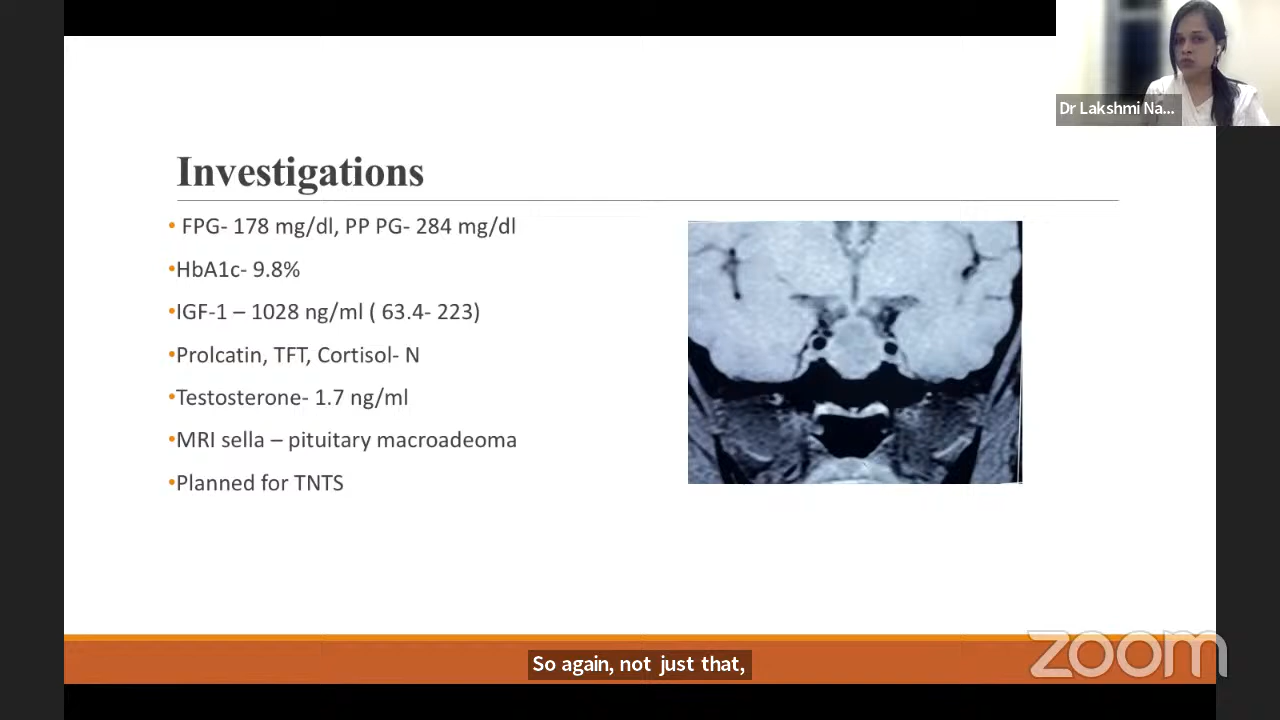 Dr Lakshmi Na...
Investigations
• FPG- 178 mg/dl, PP PG- 284 mg/dl
•HbA1c- 9.8%
•IGF-1 – 1028 ng/ml ( 63.4- 223)
•Prolcatin, TFT, Cortisol- N
•Testosterone- 1.7 ng/ml
•MRI sella – pituitary macroadeoma
•Planned for TNTS
zoom
So again, not just that,